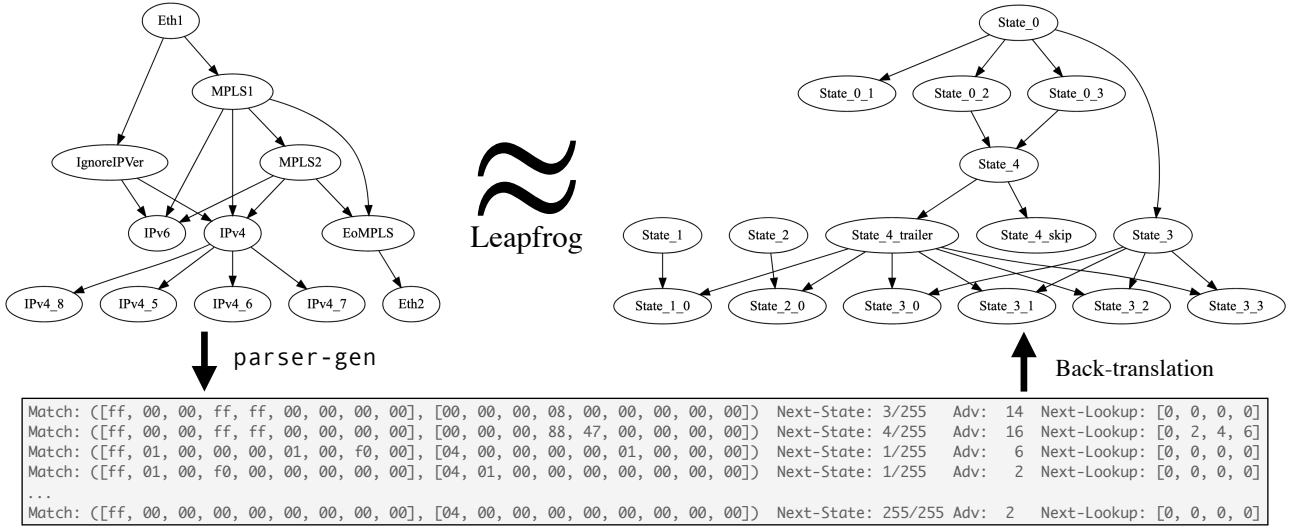 Eth1
MPLS1
IgnoreIPVer
MPLS2
IPv6
IPv4
EoMPLS
IPv4_8
IPv4_5
IPv4_6
IPv4_7
Eth2
≈
Leapfrog
State_0
State_0_1
State_0_2
State_0_3
State_4
State_1
State_2
State_4_trailer
State_4_skip
State_3
State_1_0
State_2_0
State_3_0
State_3_1
State_3_2
State_3_3
parser-gen
Back-translation
Match: ([ff, 00, 00, ff, ff, 00, 00, 00, 00], [00, 00, 00, 08, 00, 00, 00, 00, 00]) Next-State: 3/255 Adv: 14 Next-Lookup: [0, 0, 0, 0]
Match: ([ff, 00, 00, ff, ff, 00, 00, 00, 00], [00, 00, 00, 88, 47, 00, 00, 00, 00]) Next-State: 4/255 Adv: 16 Next-Lookup: [0, 2, 4, 6]
Match: ([ff, 01, 00, 00, 00, 01, 00, f0, 00], [04, 00, 00, 00, 00, 01, 00, 00, 00]) Next-State: 1/255 Adv: 6 Next-Lookup: [0, 0, 0, 0]
Match: ([ff, 01, 00, f0, 00, 00, 00, 00, 00], [04, 01, 00, 00, 00, 00, 00, 00, 00]) Next-State: 1/255 Adv: 2 Next-Lookup: [0, 0, 0, 0]
...
Match: ([ff, 00, 00, 00, 00, 00, 00, 00, 00], [04, 00, 00, 00, 00, 00, 00, 00, 00]) Next-State: 255/255 Adv: 2 Next-Lookup: [0, 0, 0, 0]